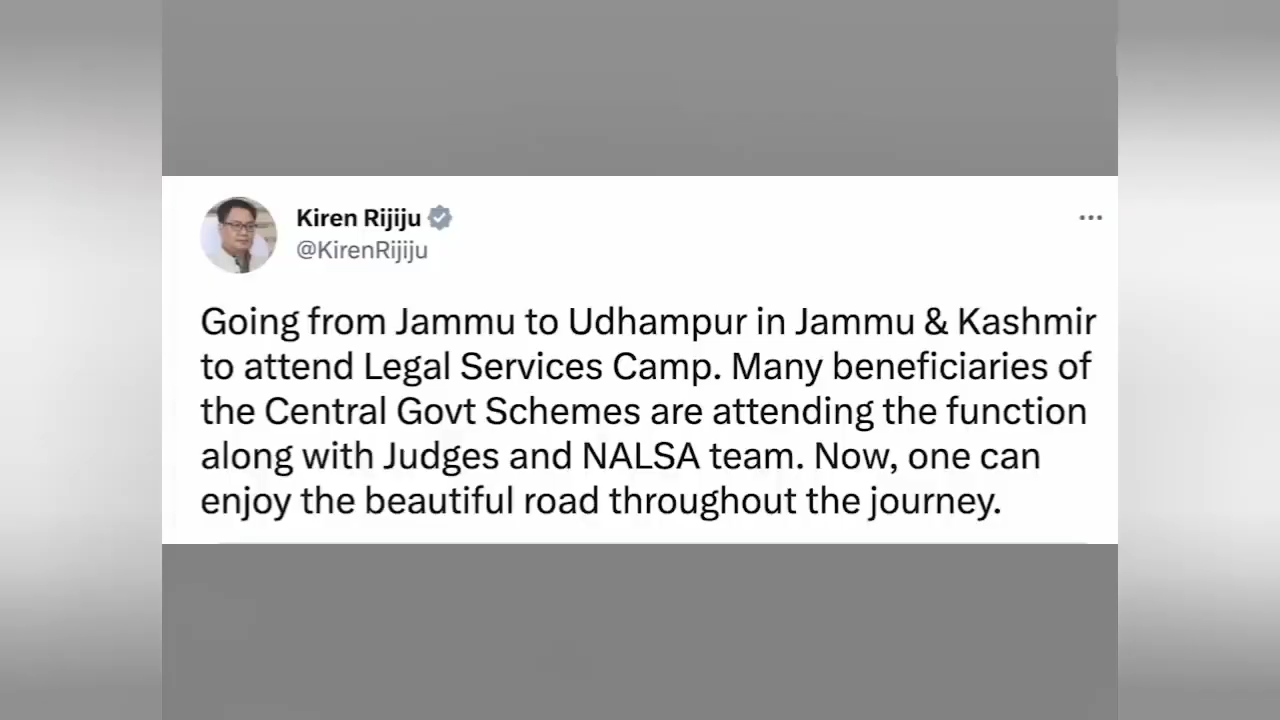 Kiren Rijiju
@KirenRijiju
Going from Jammu to Udhampur in Jammu & Kashmir
to attend Legal Services Camp. Many beneficiaries of
the Central Govt Schemes are attending the function
along with Judges and NALSA team. Now, one can
enjoy the beautiful road throughout the journey.